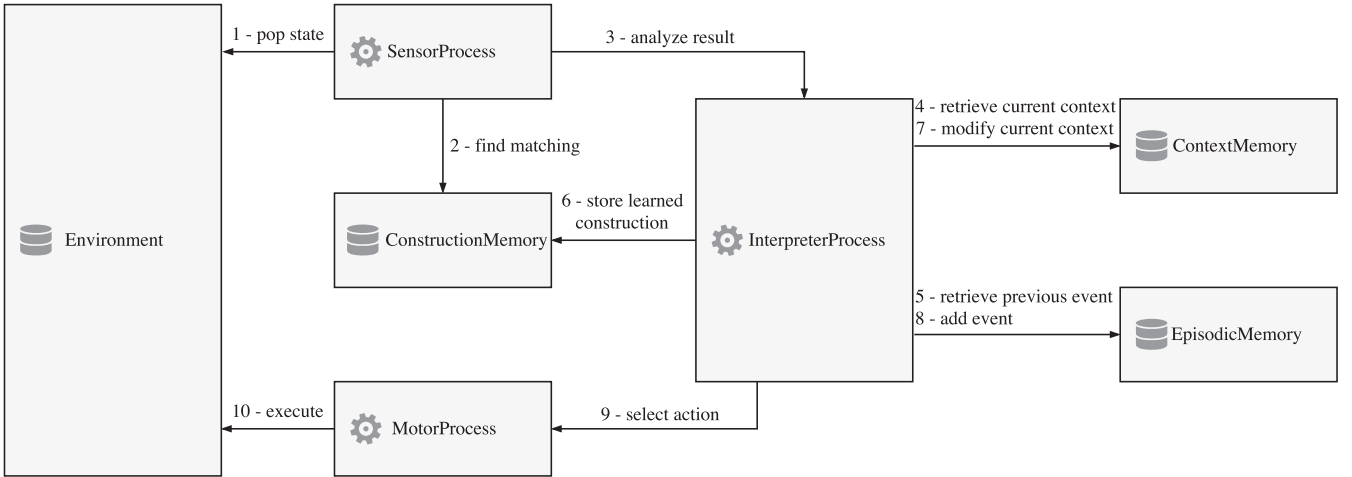 1 - pop state
SensorProcess
3 - analyze result
2 - find matching
4 - retrieve current context
7 - modify current context
ContextMemory
6 - store learned
construction
Environment
ConstructionMemory
InterpreterProcess
5 - retrieve previous event
8 - add event
EpisodicMemory
10 - execute
MotorProcess
9 - select action